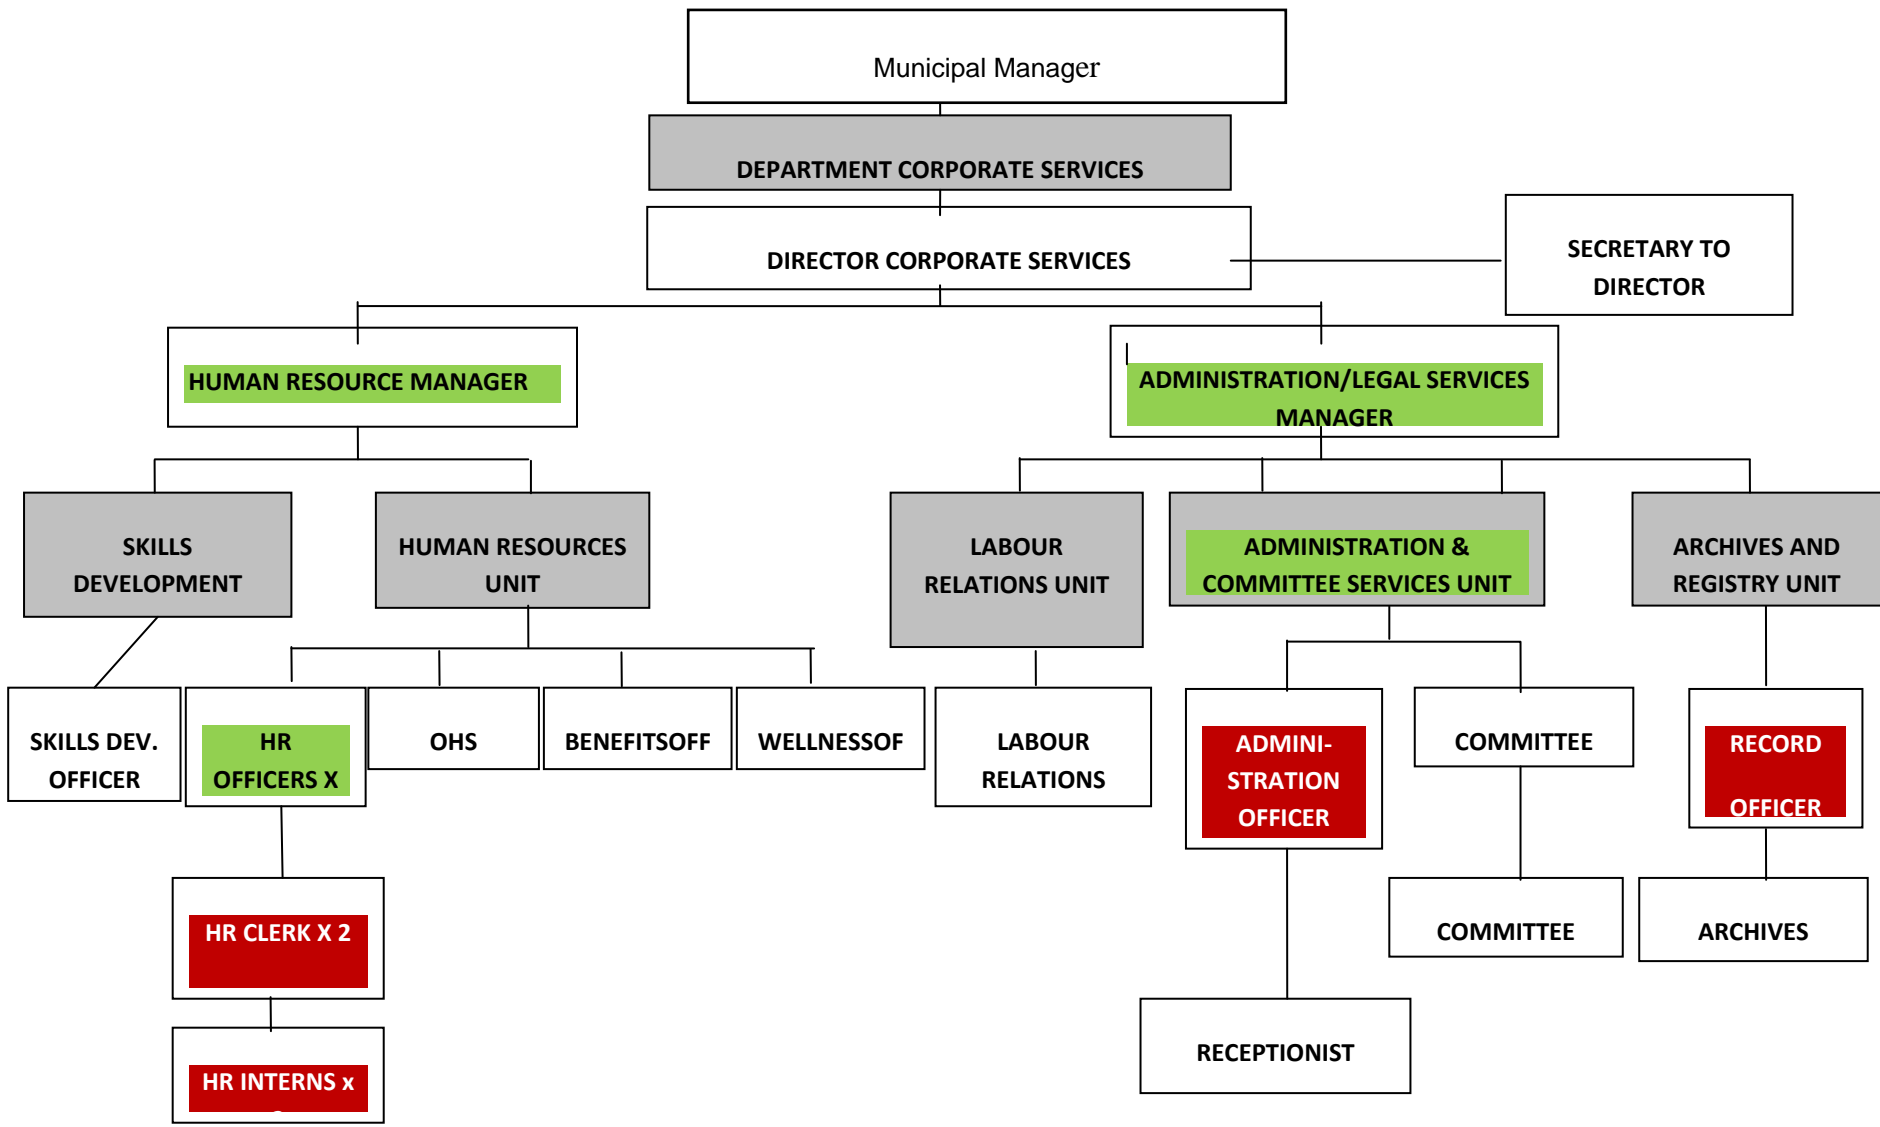 Municipal Manager
DEPARTMENT CORPORATE SERVICES
DIRECTOR CORPORATE SERVICES
SECRETARY TO
DIRECTOR
HUMAN RESOURCE MANAGER
ADMINISTRATION/LEGAL SERVICES
MANAGER
SKILLS
DEVELOPMENT
HUMAN RESOURCES
UNIT
LABOUR
RELATIONS UNIT
ADMINISTRATION &
COMMITTEE SERVICES UNIT
ARCHIVES AND
REGISTRY UNIT
SKILLS DEV.
OFFICER
HR
OFFICERS X
OHS
BENEFITSOFF
WELLNESSOF
LABOUR
RELATIONS
ADMINI-
STRATION
OFFICER
COMMITTEE
RECORD
OFFICER
HR CLERK X 2
COMMITTEE
ARCHIVES
RECEPTIONIST
HR INTERNS x